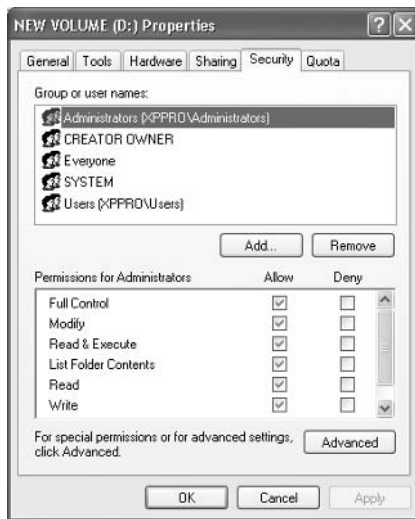 NEW VOLUME (D:) Properties
General Tools Hardware Sharing Security Quota
Group or user names:
Administrators (XPPRO\Administrators)
CREATOR OWNER
Everyone
SYSTEM
Users (XPPRO\Users)
Add... Remove
Permissions for Administrators Allow Deny
Full Control
Modify
Read & Execute
List Folder Contents
Read
Write
For special permissions or for advanced settings, Advanced
click Advanced.
OK Cancel Apply